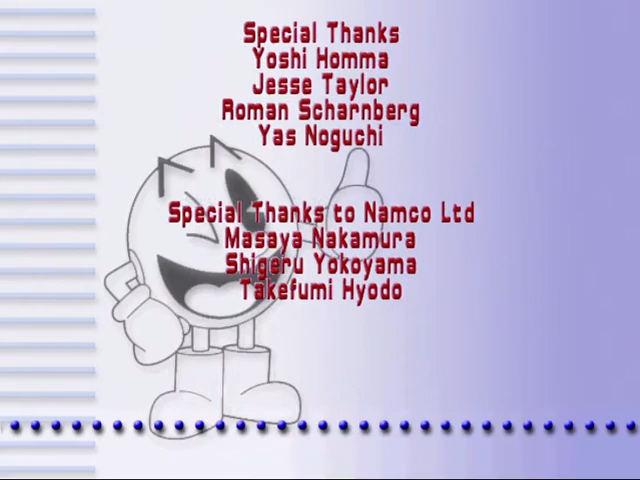 Special Thanks
Yoshi Homma
Jesse Taylor
Roman Scharnberg
Yas Noguchi
Special Thanks to Namco Ltd
Masaya Nakamura
Shigeru Yokoyama
Takefumi Hyodo